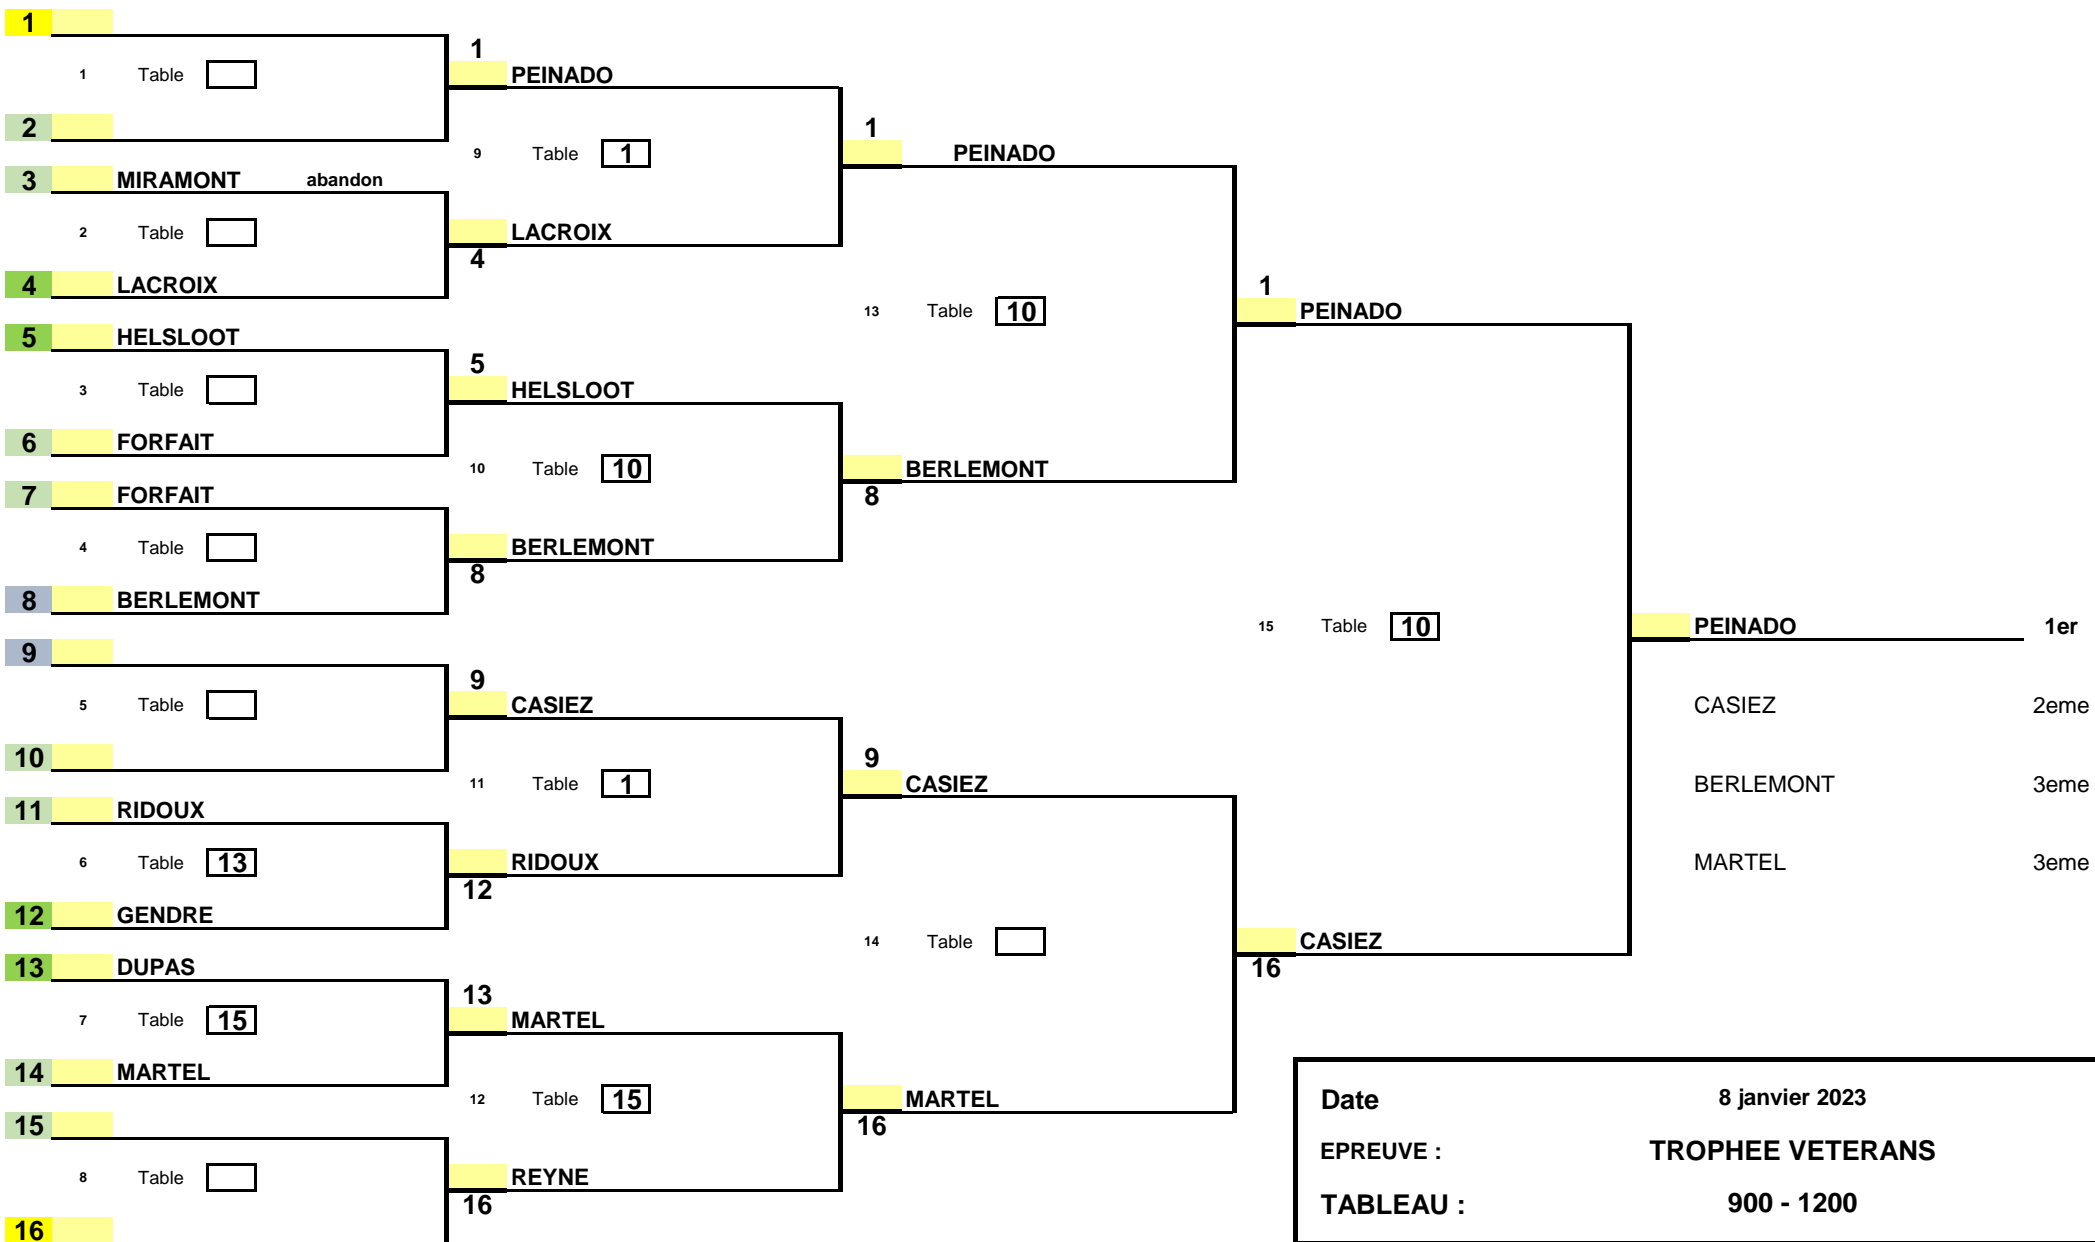 1
1
1 Table
PEINADO
2
1
9 Table 1
PEINADO
3 MIRAMONT abandon
2 Table
LACROIX
4
4 LACROIX
1
13 Table 10
PEINADO
5 HELSLOOT
5
3 Table
HELSLOOT
6 FORFAIT
10 Table 10
BERLEMONT
7 FORFAIT
8
4 Table
BERLEMONT
8
8 BERLEMONT
15 Table 10
PEINADO 1er
9
9
5 Table
CASIEZ
CASIEZ 2eme
10
9
11 Table 1
CASIEZ
BERLEMONT 3eme
11 RIDOUX
6 Table 13
RIDOUX
MARTEL 3eme
12
12 GENDRE
14 Table
CASIEZ
13 DUPAS
16
13
7 Table 15
MARTEL
14 MARTEL
12 Table 15
MARTEL
Date 8 janvier 2023
15
16
EPREUVE : TROPHEE VETERANS
8 Table
REYNE
16
TABLEAU : 900 - 1200
16